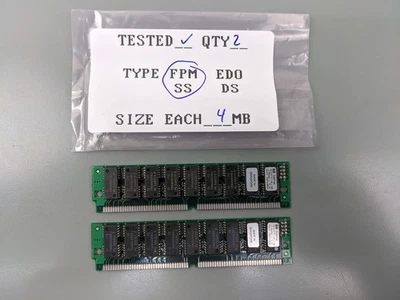 TESTED ✓ QTY 2
TYPE FPM EDO
SS DS
SIZE EACH 4 MB